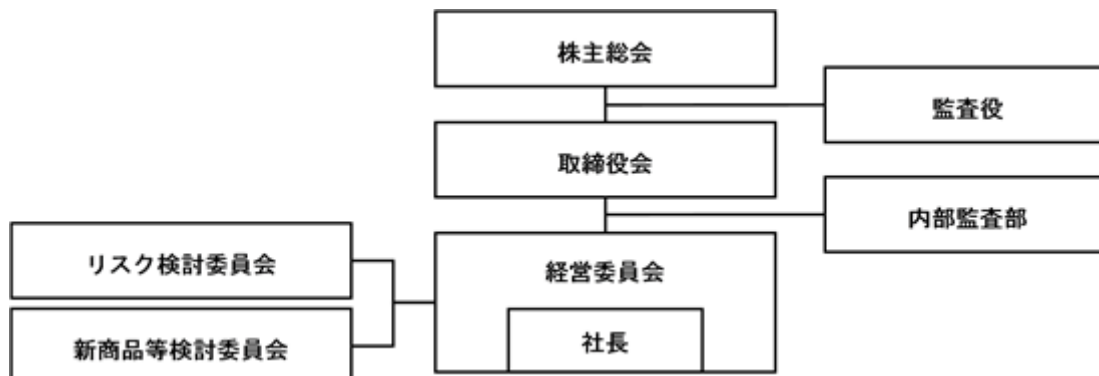 株主総会
監査役
取締役会
内部監査部
リスク検討委員会
経営委員会
新商品等検討委員会
社長